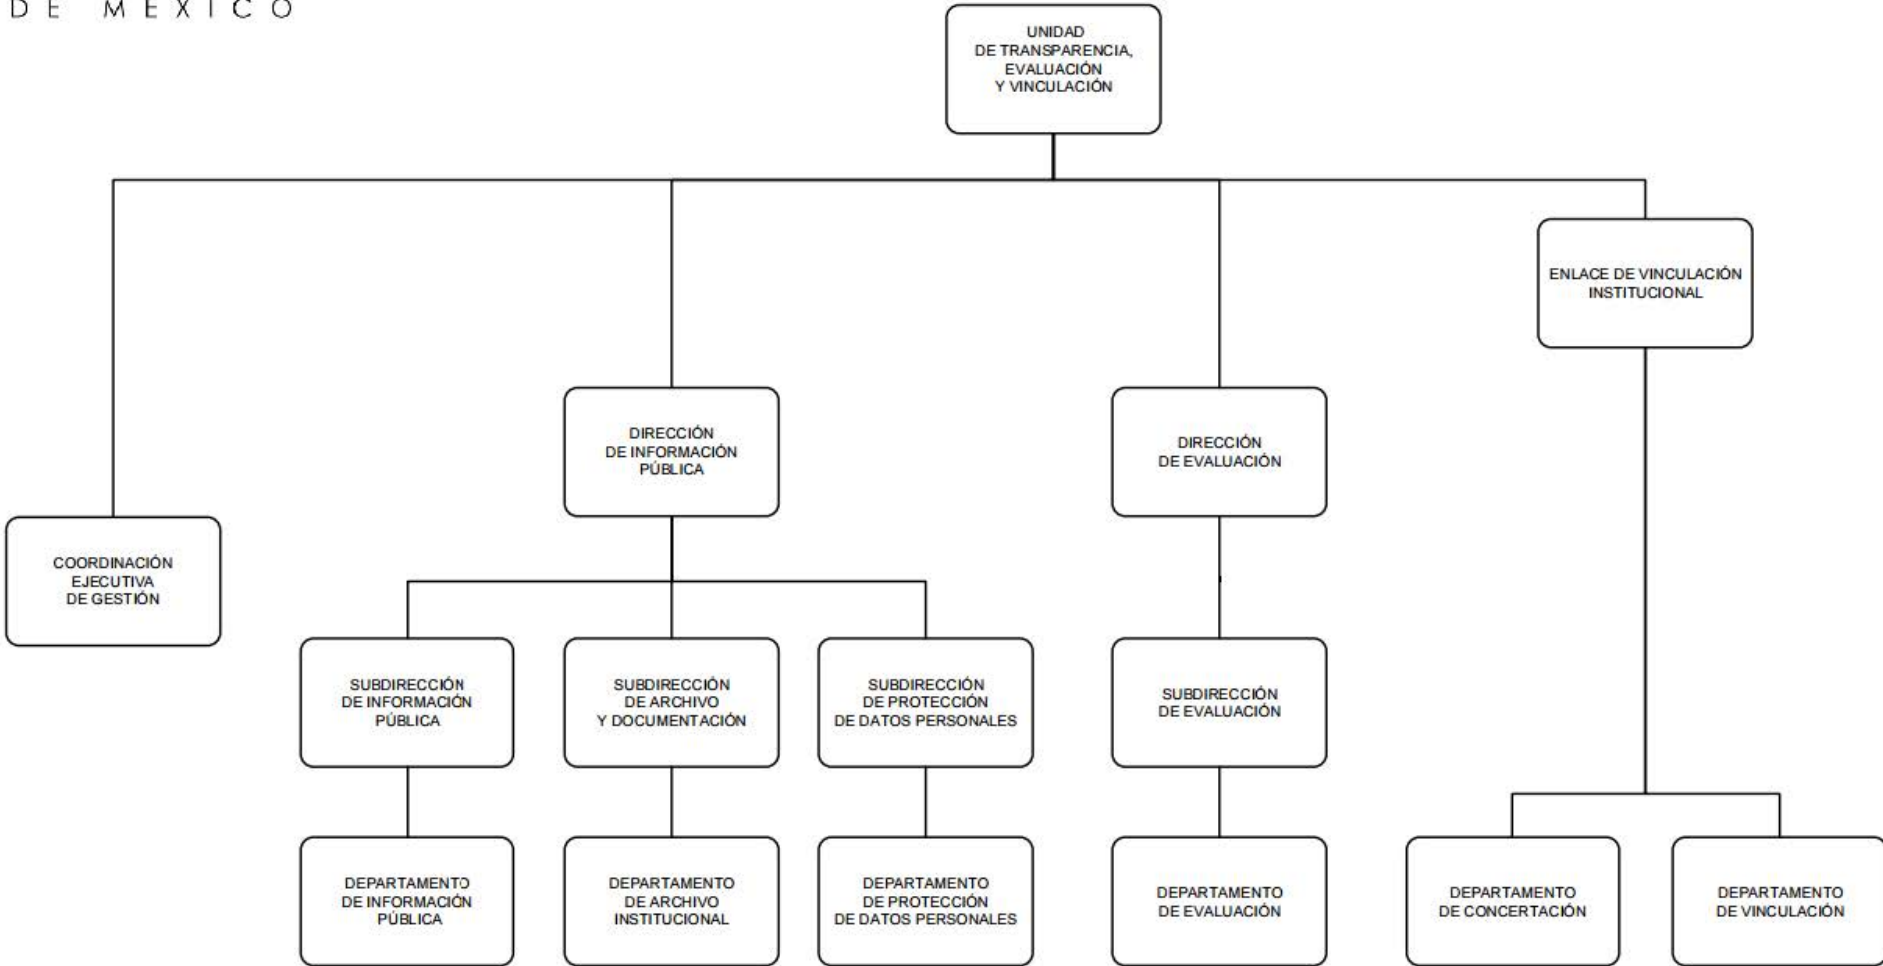 DE MÉXICO
UNIDAD
DE TRANSPARENCIA,
EVALUACIÓN
Y VINCULACIÓN
ENLACE DE VINCULACIÓN
INSTITUCIONAL
DIRECCIÓN
DE INFORMACIÓN
PÚBLICA
DIRECCIÓN
DE EVALUACIÓN
COORDINACIÓN
EJECUTIVA
DE GESTIÓN
SUBDIRECCIÓN
DE INFORMACIÓN
PÚBLICA
SUBDIRECCIÓN
DE ARCHIVO
Y DOCUMENTACIÓN
SUBDIRECCIÓN
DE PROTECCIÓN
DE DATOS PERSONALES
SUBDIRECCIÓN
DE EVALUACIÓN
DEPARTAMENTO
DE INFORMACIÓN
PÚBLICA
DEPARTAMENTO
DE ARCHIVO
INSTITUCIONAL
DEPARTAMENTO
DE PROTECCIÓN
DE DATOS PERSONALES
DEPARTAMENTO
DE EVALUACIÓN
DEPARTAMENTO
DE CONCERTACIÓN
DEPARTAMENTO
DE VINCULACIÓN